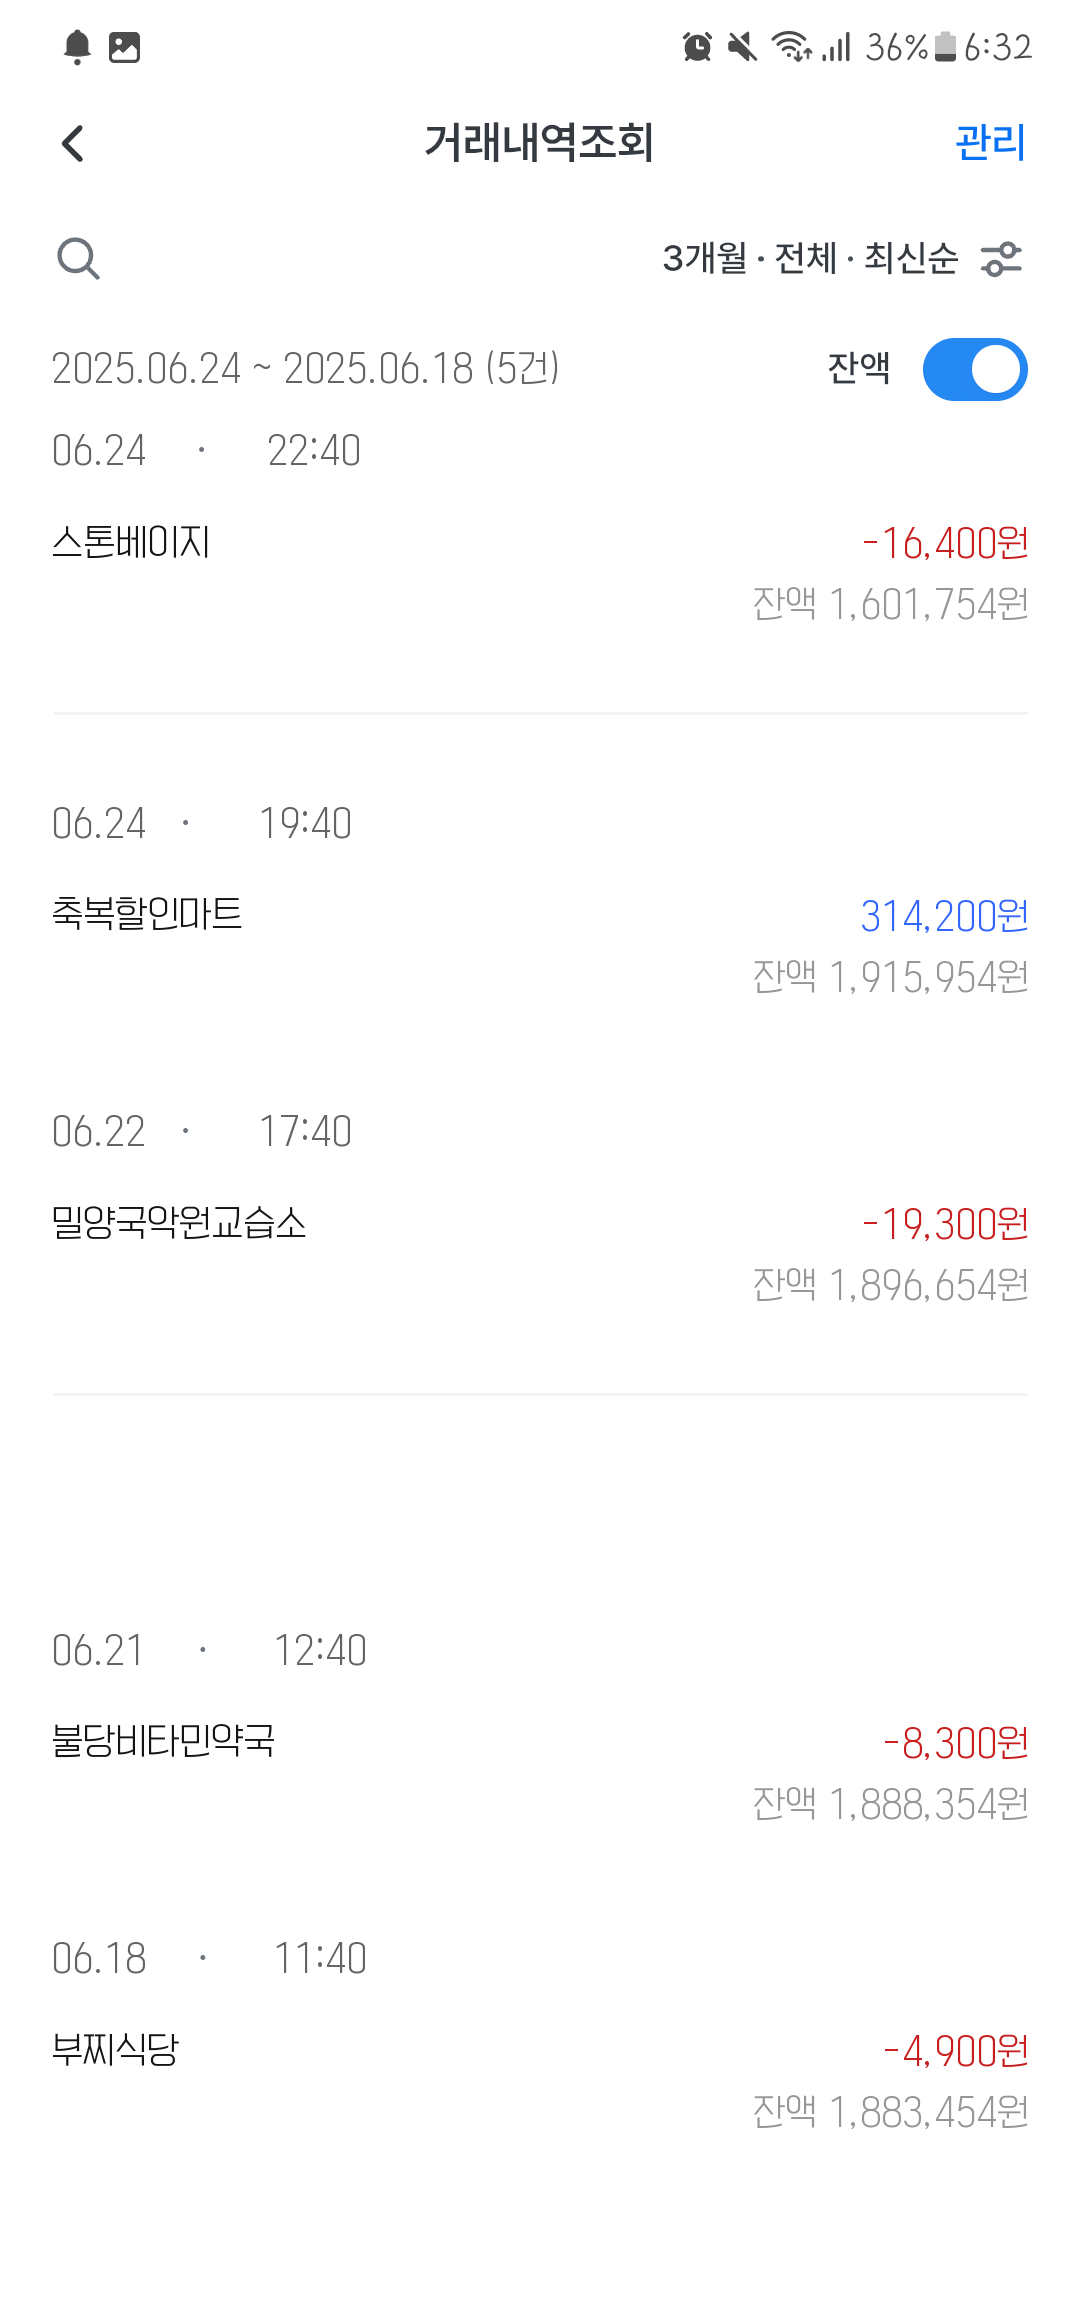 36% 6:32
거래내역조회 관리
3개월 · 전체 · 최신순
2025.06.24 ~ 2025.06.18 (5건) 잔액
06.24 · 22:40
스톤베이지 -16,400원
잔액 1,601,754원
06.24 · 19:40
축복할인마트 314,200원
잔액 1,915,954원
06.22 · 17:40
밀양국악원교습소 -19,300원
잔액 1,896,654원
06.21 · 12:40
불당비타민약국 -8,300원
잔액 1,888,354원
06.18 · 11:40
부찌식당 -4,900원
잔액 1,883,454원